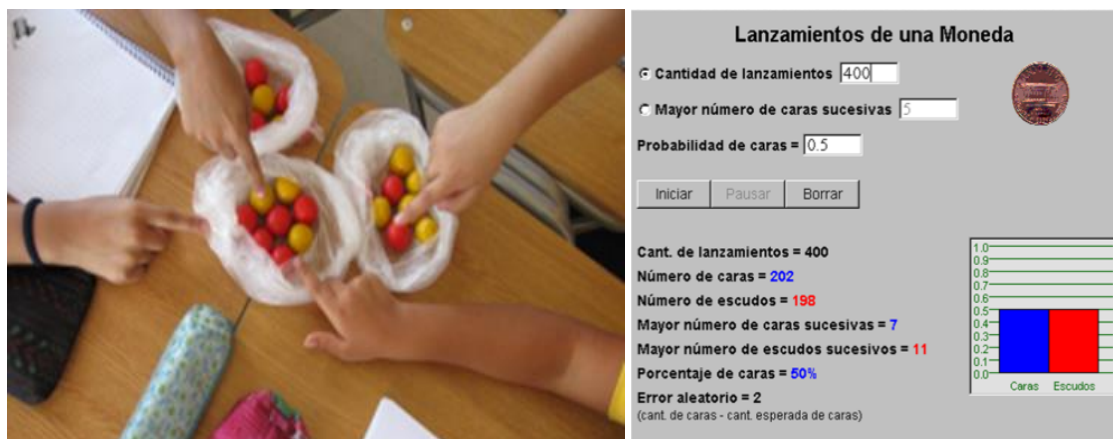 Lanzamientos de una Moneda
Cantidad de lanzamientos 400
Mayor número de caras sucesivas 5
Probabilidad de caras = 0.5
Iniciar Pausar Borrar
Cant. de lanzamientos = 400
Número de caras = 202
Número de escudos = 198
Mayor número de caras sucesivas = 7
Mayor número de escudos sucesivos = 11
Porcentaje de caras = 50%
Error aleatorio = 2
(cant. de caras - cant. esperada de caras)
1.0
0.9
0.8
0.7
0.6
0.5
0.4
0.3
0.2
0.1
0.0
Caras Escudos